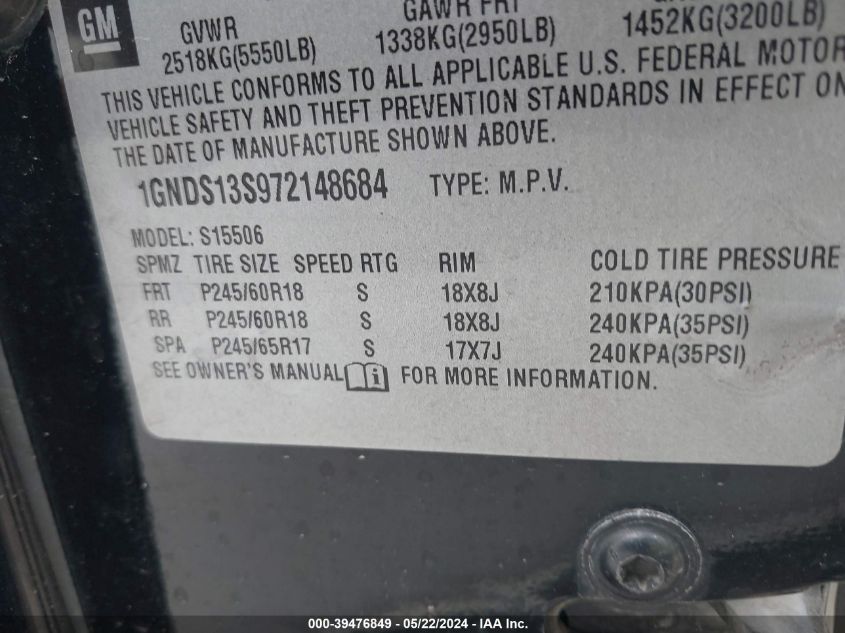 GM
GVWR GAWR FRT
2518KG(5550LB) 1338KG(2950LB) 1452KG(3200LB)
THIS VEHICLE CONFORMS TO ALL APPLICABLE U.S. FEDERAL MOTOR
VEHICLE SAFETY AND THEFT PREVENTION STANDARDS IN EFFECT ON
THE DATE OF MANUFACTURE SHOWN ABOVE.
1GNDS13S972148684 TYPE: M.P.V.
MODEL: S15506
SPMZ TIRE SIZE SPEED RTG RIM COLD TIRE PRESSURE
FRT P245/60R18 S 18X8J 210KPA(30PSI)
RR P245/60R18 S 18X8J 240KPA(35PSI)
SPA P245/65R17 S 17X7J 240KPA(35PSI)
SEE OWNER'S MANUAL FOR MORE INFORMATION.
000-39476849 - 05/22/2024 - IAA Inc.